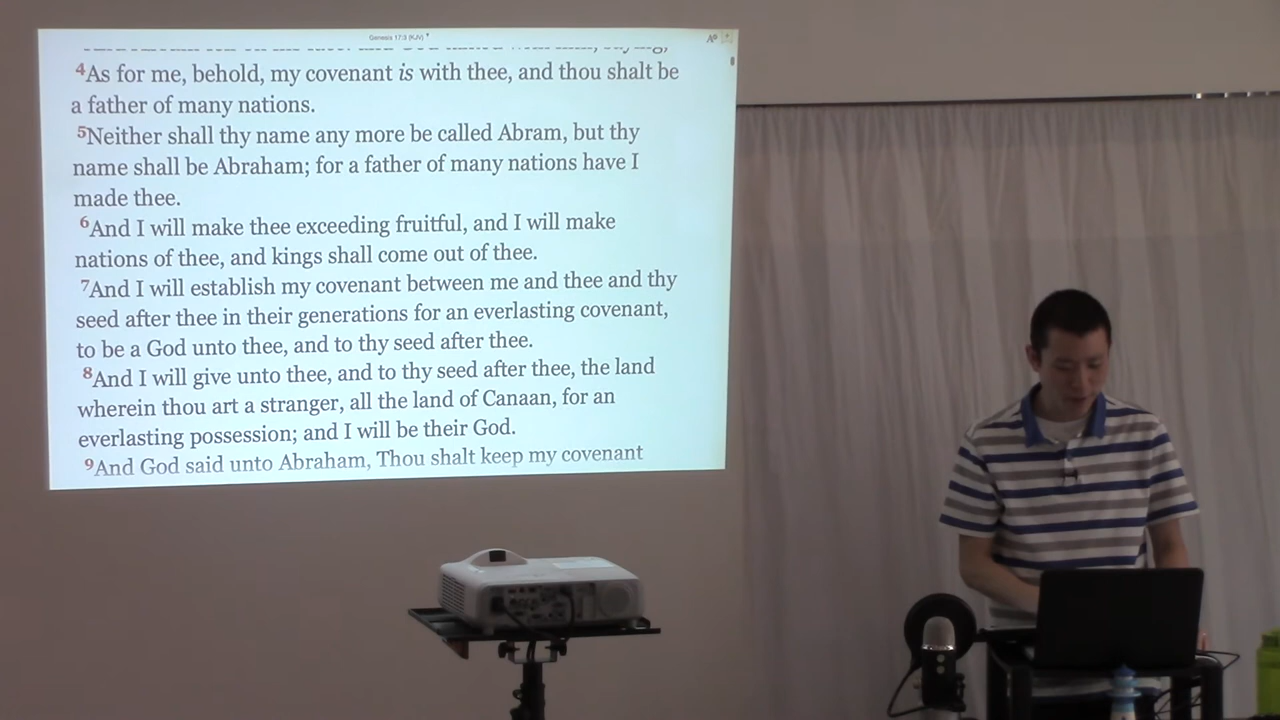 Genesis 17:3 (KJV)
4As for me, behold, my covenant is with thee, and thou shalt be
a father of many nations.
5Neither shall thy name any more be called Abram, but thy
name shall be Abraham; for a father of many nations have I
made thee.
6And I will make thee exceeding fruitful, and I will make
nations of thee, and kings shall come out of thee.
7And I will establish my covenant between me and thee and thy
seed after thee in their generations for an everlasting covenant,
to be a God unto thee, and to thy seed after thee.
8And I will give unto thee, and to thy seed after thee, the land
wherein thou art a stranger, all the land of Canaan, for an
everlasting possession; and I will be their God.
9And God said unto Abraham, Thou shalt keep my covenant